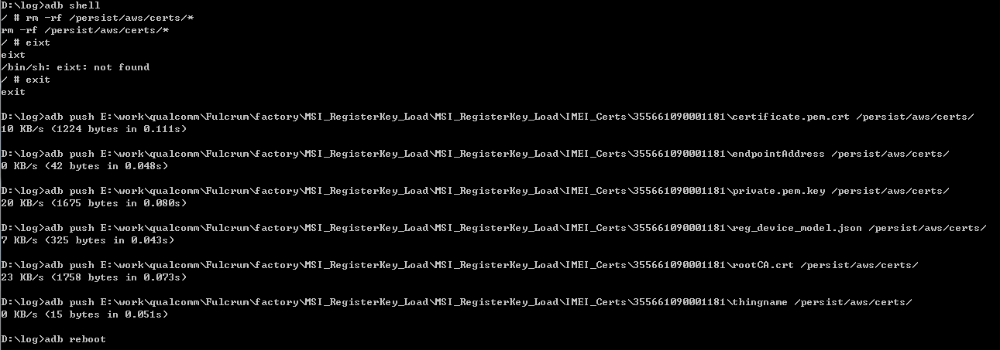 D:\log>adb shell
/ # rm -rf /persist/aws/certs/*
rm -rf /persist/aws/certs/*
/ # eixt
eixt
/bin/sh: eixt: not found
/ # exit
exit
D:\log>adb push E:\work\qualcomm\Fulcrum\factory\MSI_RegisterKey_Load\MSI_RegisterKey_Load\IMEI_Certs\355661090001181\certificate.pem.crt /persist/aws/certs/
10 KB/s (1224 bytes in 0.111s)
D:\log>adb push E:\work\qualcomm\Fulcrum\factory\MSI_RegisterKey_Load\MSI_RegisterKey_Load\IMEI_Certs\355661090001181\endpointAddress /persist/aws/certs/
0 KB/s (42 bytes in 0.048s)
D:\log>adb push E:\work\qualcomm\Fulcrum\factory\MSI_RegisterKey_Load\MSI_RegisterKey_Load\IMEI_Certs\355661090001181\private.pem.key /persist/aws/certs/
20 KB/s (1675 bytes in 0.080s)
D:\log>adb push E:\work\qualcomm\Fulcrum\factory\MSI_RegisterKey_Load\MSI_RegisterKey_Load\IMEI_Certs\355661090001181\reg_device_model.json /persist/aws/certs/
7 KB/s (325 bytes in 0.043s)
D:\log>adb push E:\work\qualcomm\Fulcrum\factory\MSI_RegisterKey_Load\MSI_RegisterKey_Load\IMEI_Certs\355661090001181\rootCA.crt /persist/aws/certs/
23 KB/s (1758 bytes in 0.073s)
D:\log>adb push E:\work\qualcomm\Fulcrum\factory\MSI_RegisterKey_Load\MSI_RegisterKey_Load\IMEI_Certs\355661090001181\thingname /persist/aws/certs/
0 KB/s (15 bytes in 0.051s)
D:\log>adb reboot